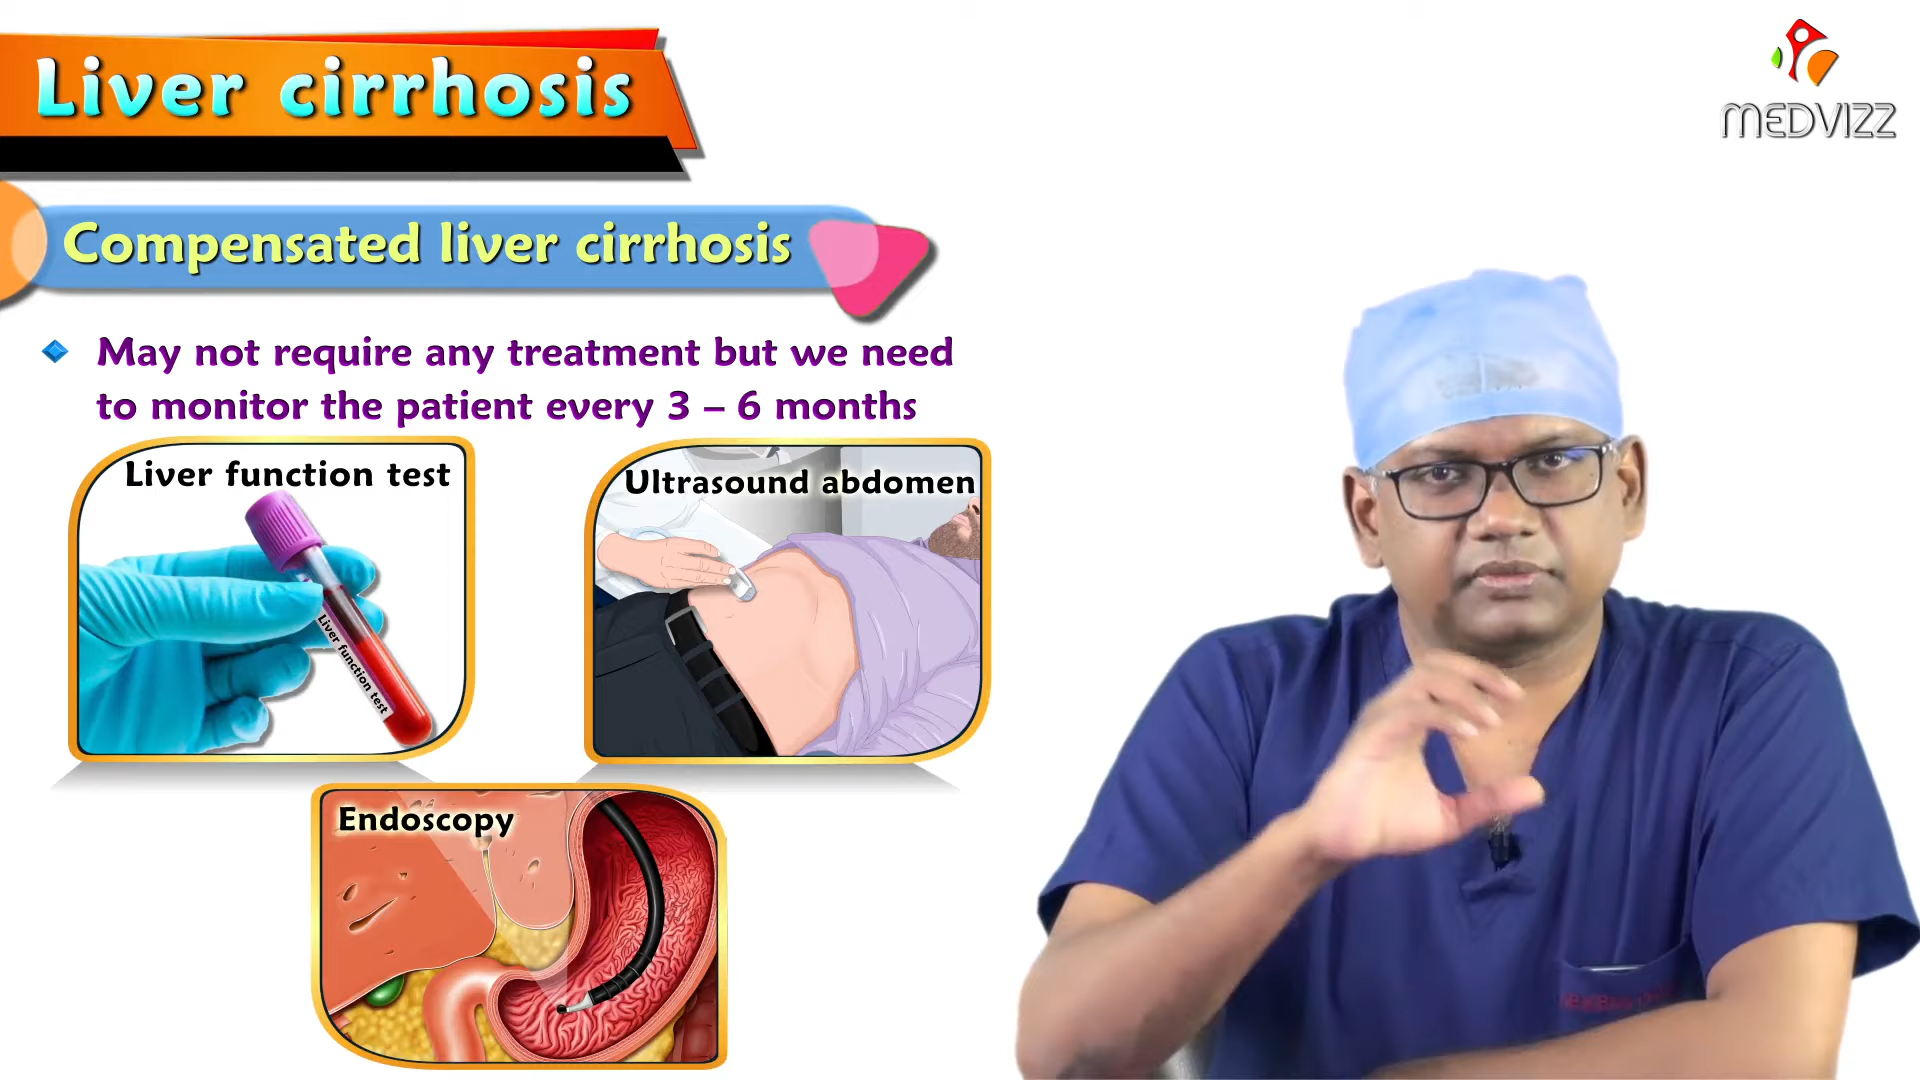 Liver cirrhosis
MEDVIZZ
Compensated liver cirrhosis
May not require any treatment but we need
to monitor the patient every 3 – 6 months
Liver function test
Liver function test
Ultrasound abdomen
Endoscopy